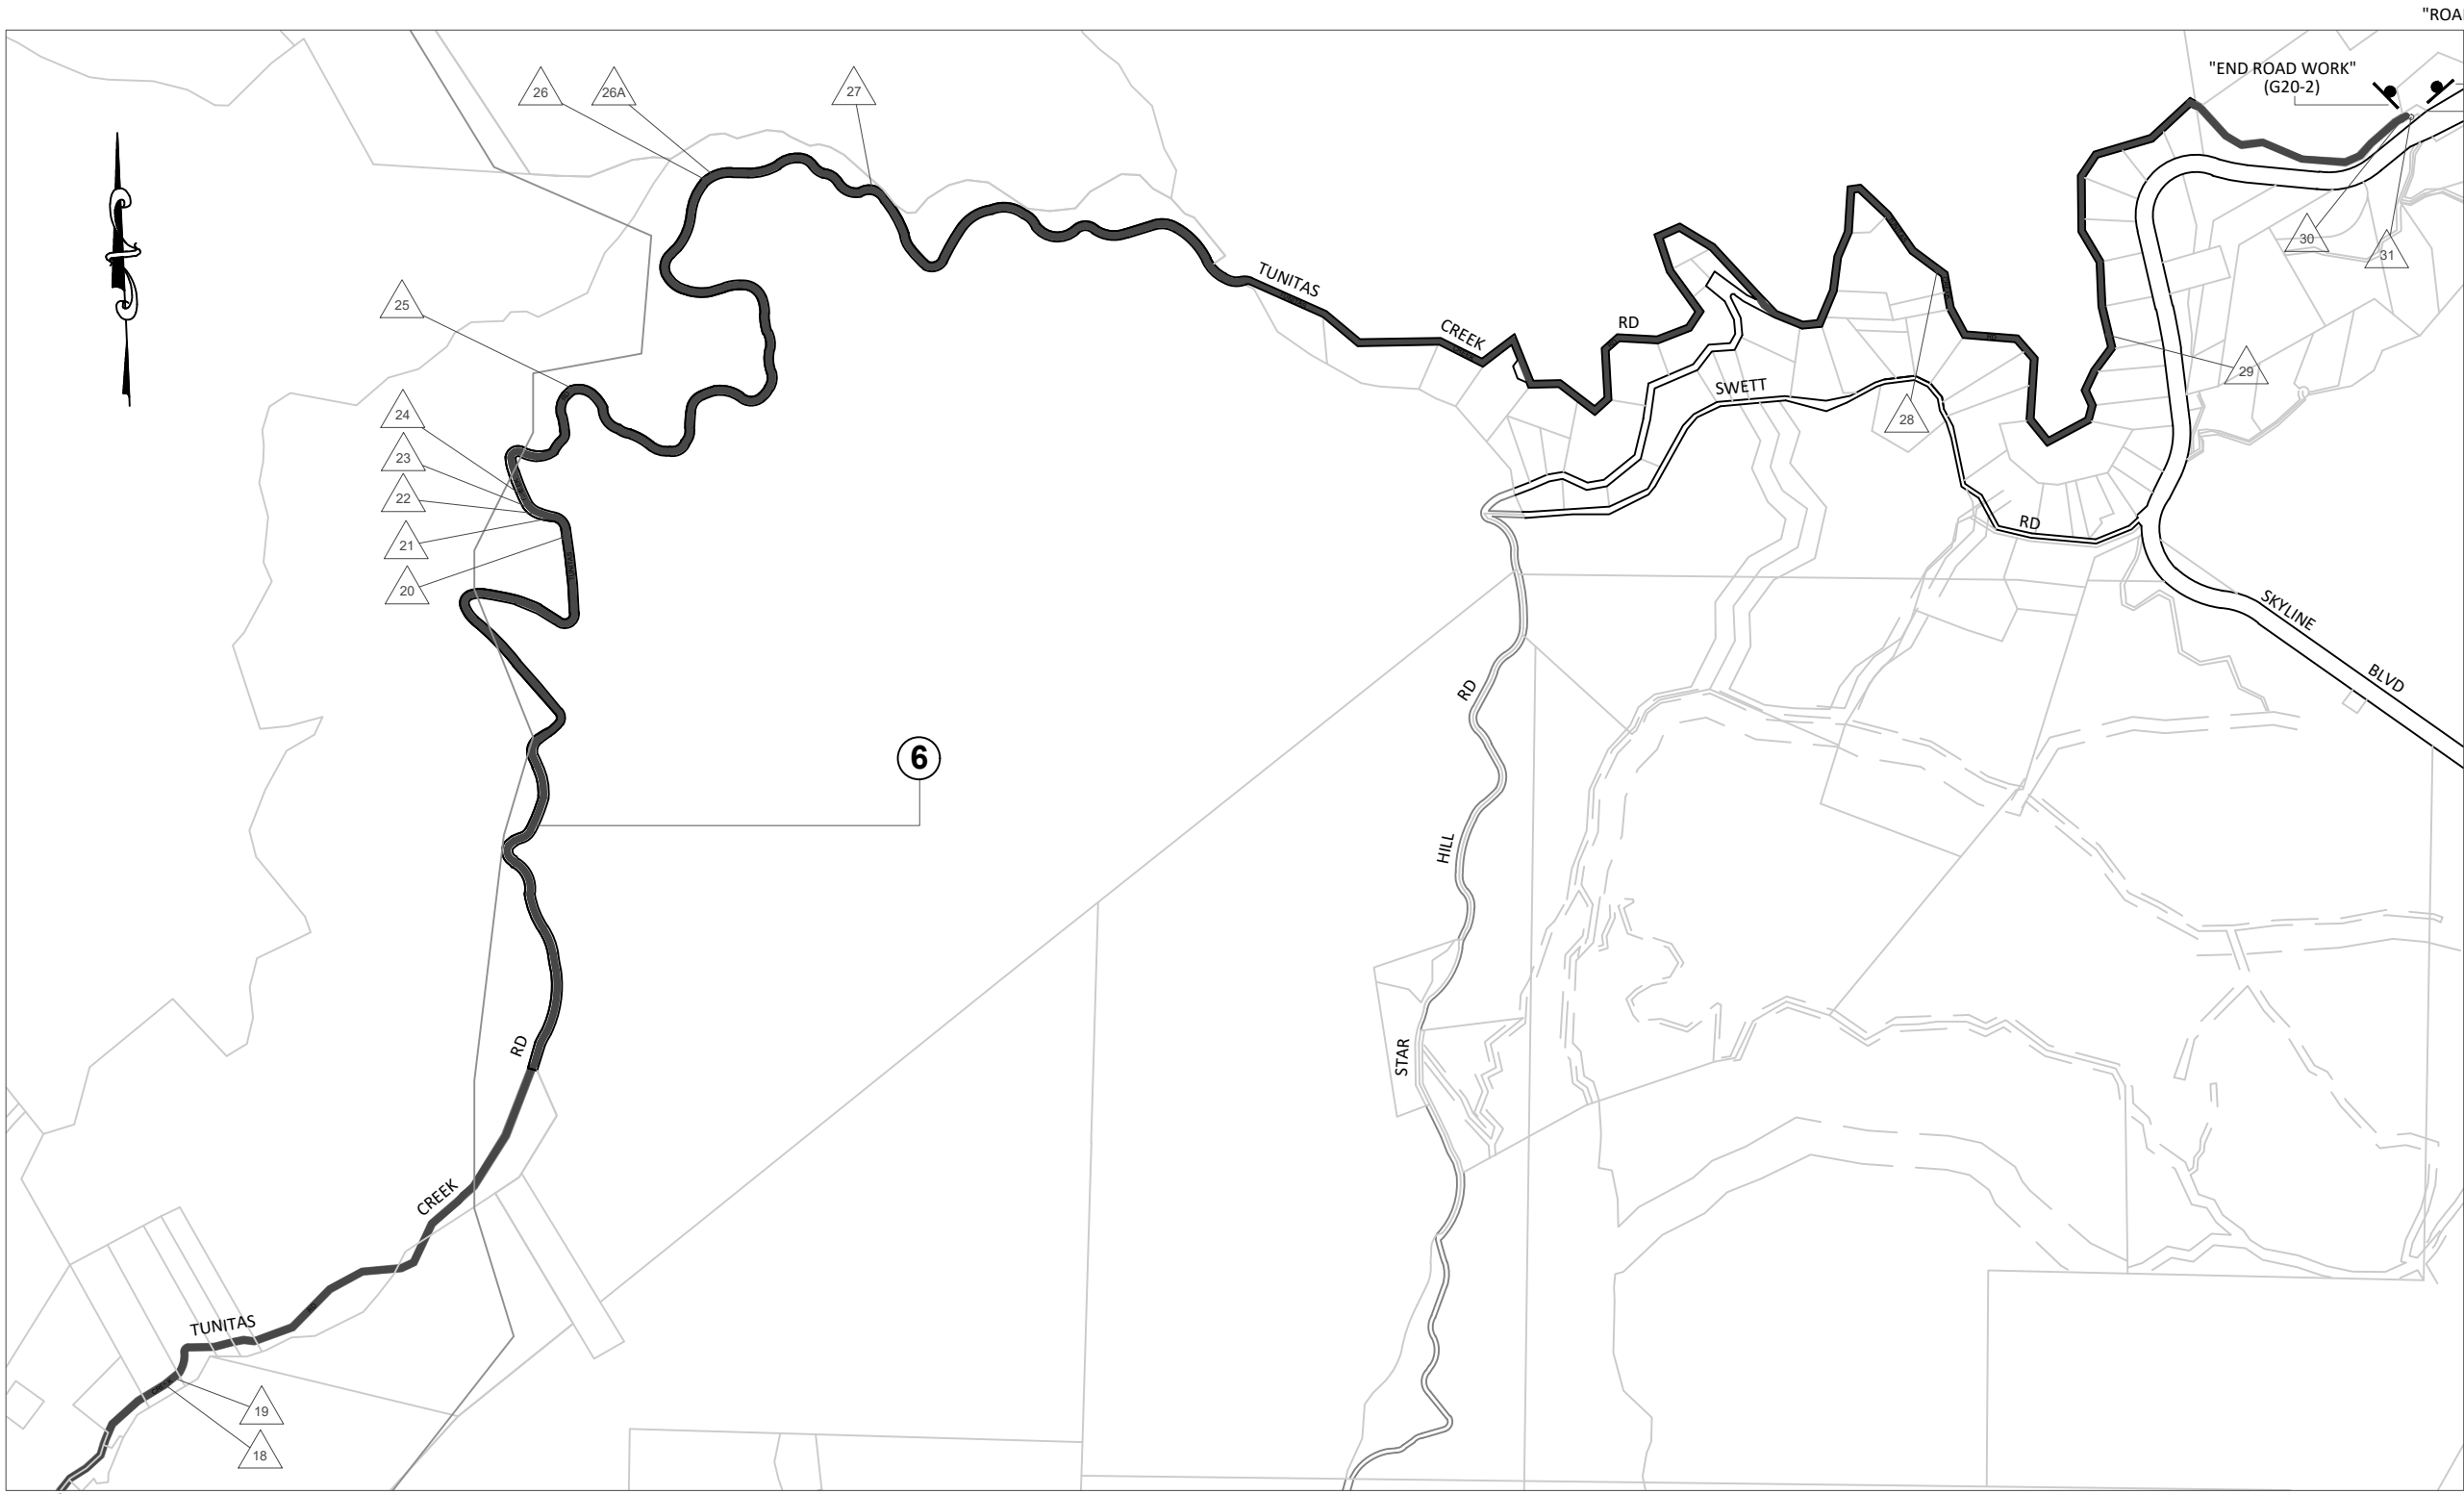 "ROA
"END ROAD WORK"
(G20-2)
26
26A
27
30
31
25
TUNITAS
CREEK
RD
29
SWETT
28
24
23
22
21
20
RD
SKYLINE
BLVD
RD
6
HILL
STAR
RD
CREEK
TUNITAS
19
18